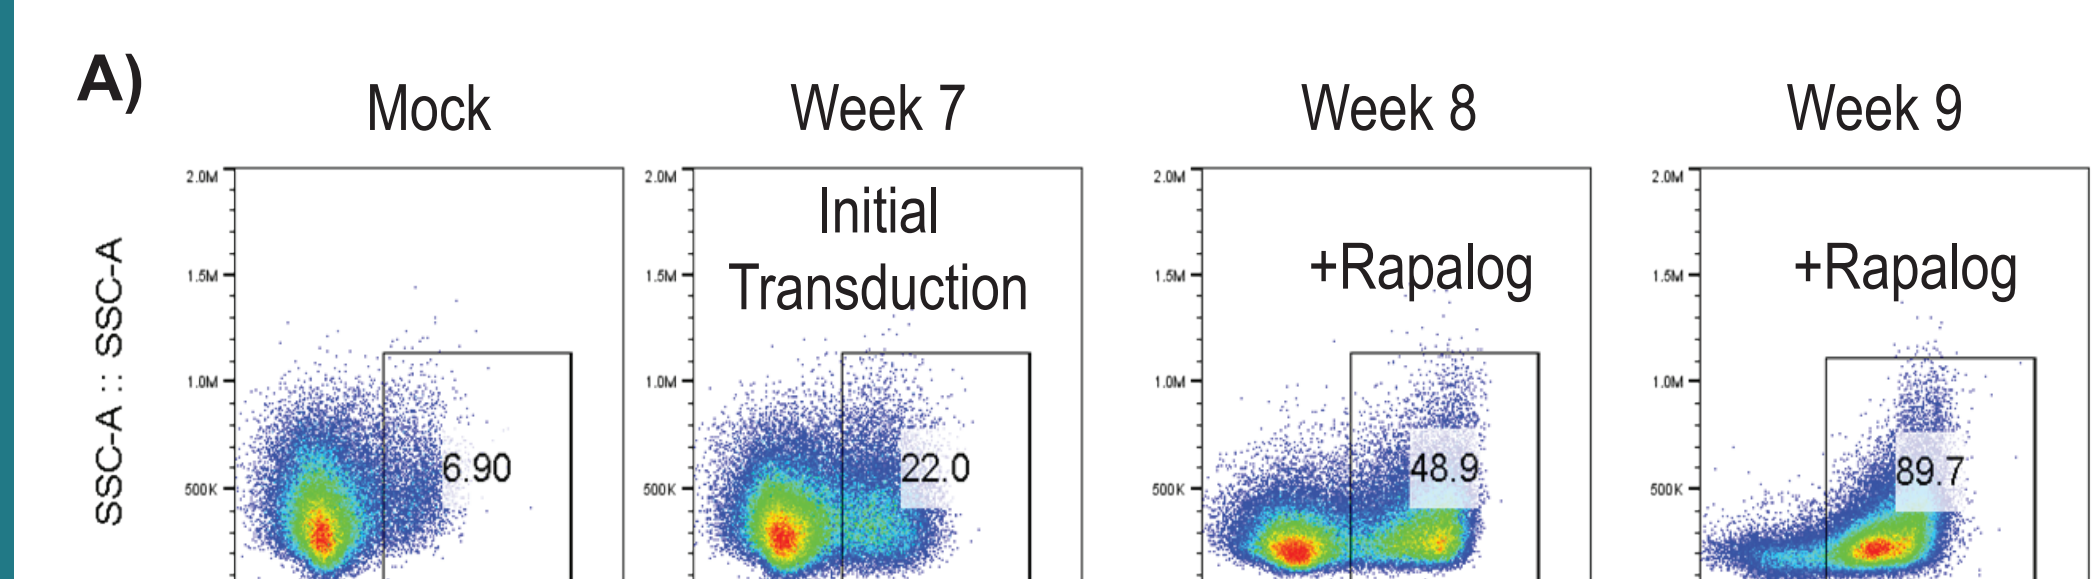 A)
Mock
Week 7
Week 8
Week 9
SSC-A :: SSC-A
2.0M
1.5M
1.0M
500K
6.90
2.0M
1.5M
1.0M
500K
Initial
Transduction
22.0
2.0M
1.5M
1.0M
500K
+Rapalog
48.9
2.0M
1.5M
1.0M
500K
+Rapalog
89.7